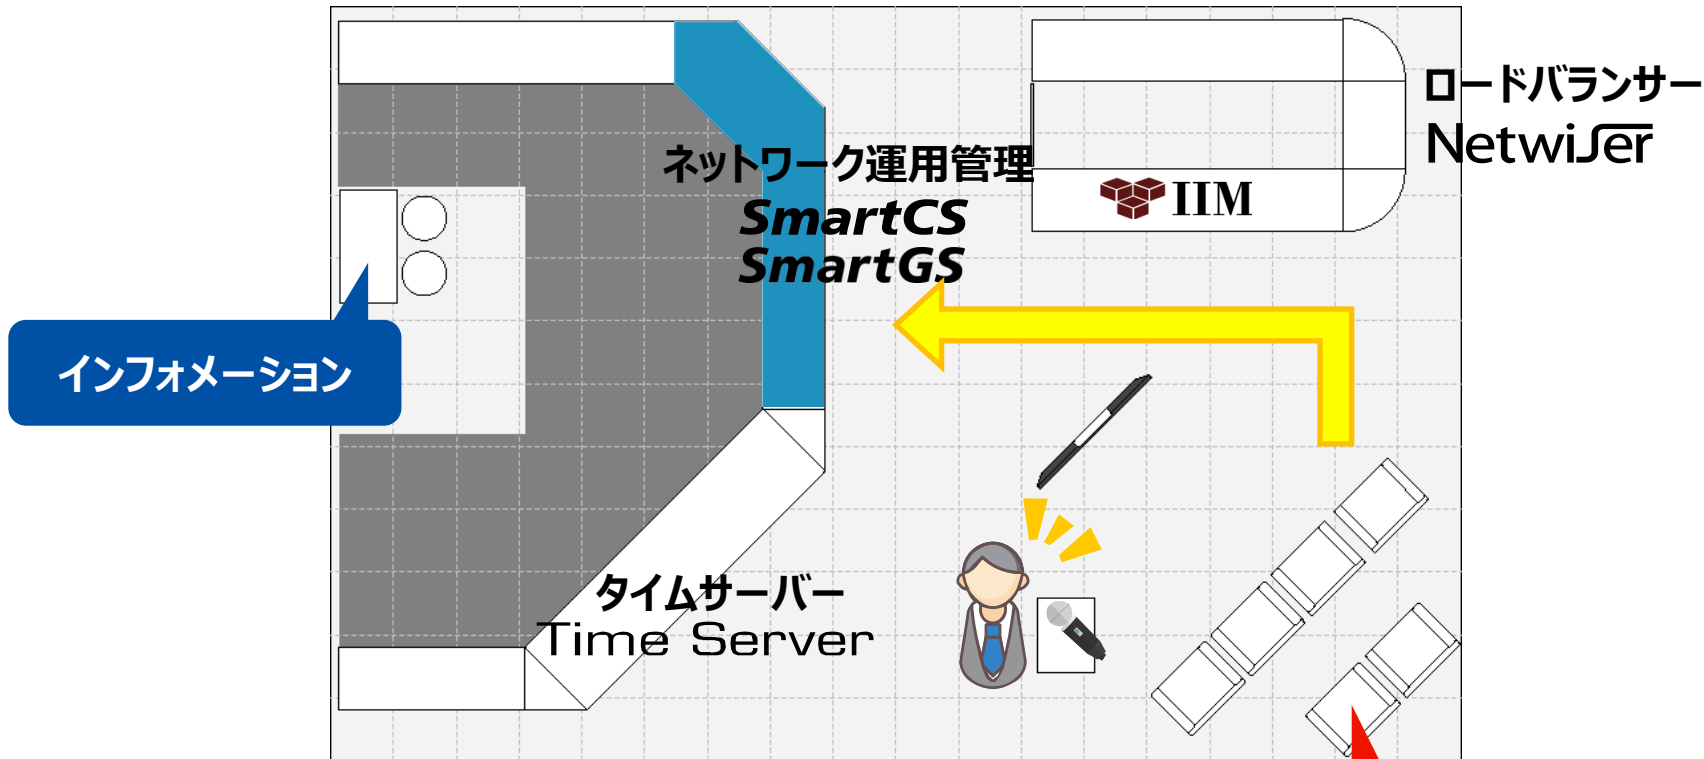 ロードバランサー
Netwiser
ネットワーク運用管理
SmartCS
SmartGS
IIM
インフォメーション
タイムサーバー
Time Server